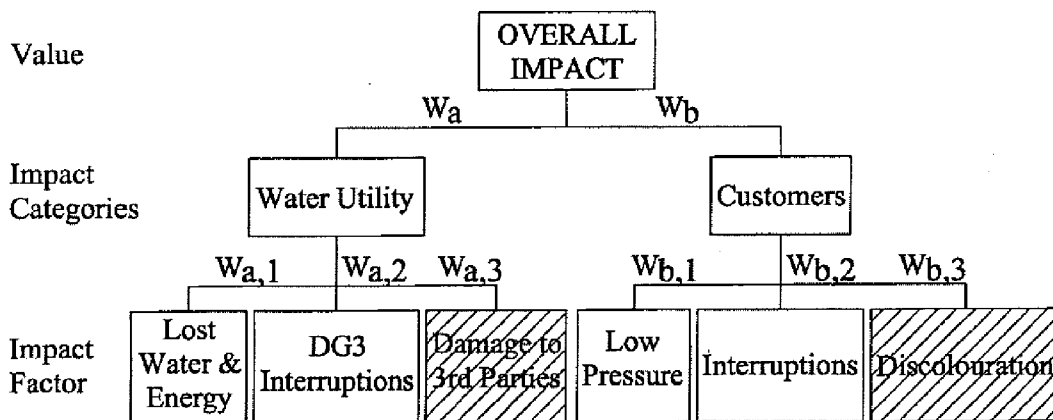 Value
OVERALL
IMPACT
Wa
Wb
Impact
Categories
Water Utility
Customers
Wa,1
Wa,2
Wa,3
Wb,1
Wb,2
Wb,3
Impact
Factor
Lost
Water &
Energy
DG3
Interruptions
Damage to
3rd Parties
Low
Pressure
Interruptions
Discolouration